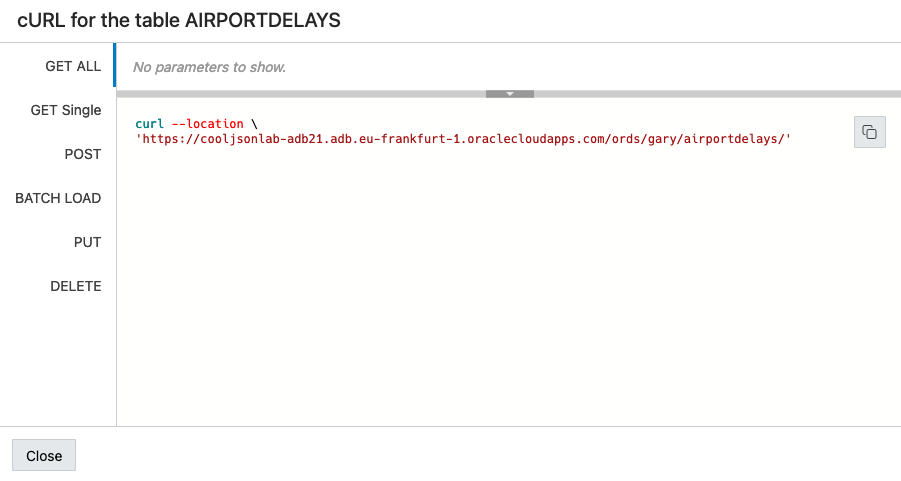 cURL for the table AIRPORTDELAYS
GET ALL
GET Single
POST
BATCH LOAD
PUT
DELETE
No parameters to show.
curl --location \
'https://cooljsonlab-adb21.adb.eu-frankfurt-1.oraclecloudapps.com/ords/gary/airportdelays/'
Close